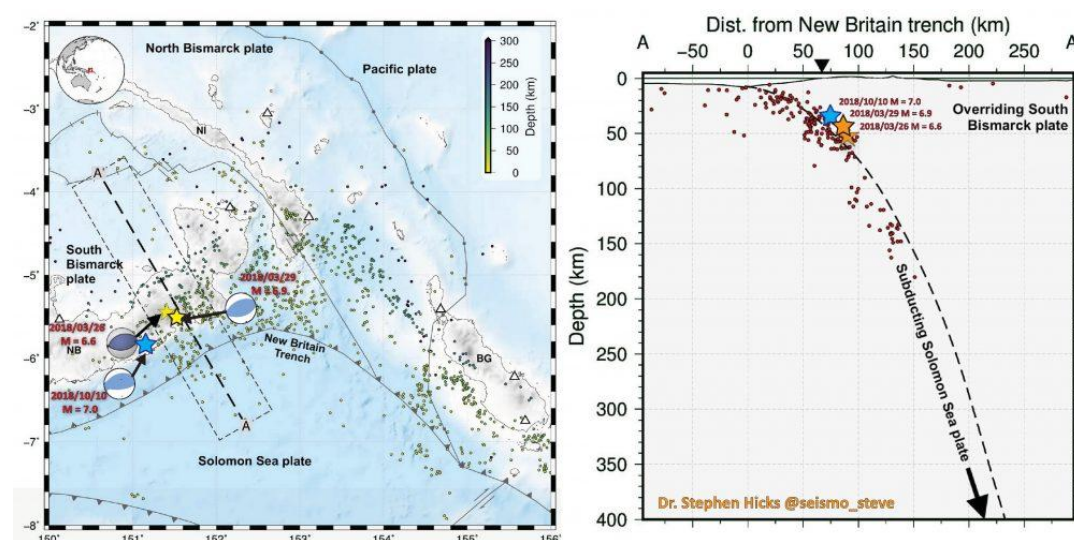 −2˚
−3˚
−4˚
−5˚
−6˚
−7˚
−8˚
150˚
151˚
152˚
153˚
154˚
155˚
156˚
North Bismarck plate
Pacific plate
300
250
200
150
100
50
0
Depth (km)
NI
A'
South
Bismarck
plate
2018/03/29
M = 6.9
2018/03/26
M = 6.6
NB
New Britain
Trench
BG
2018/10/10
M = 7.0
A
Solomon Sea plate
Dist. from New Britain trench (km)
A
−50
0
50
100
150
200
250
A
0
50
100
150
200
250
300
350
400
Depth (km)
2018/10/10 M = 7.0
2018/03/29 M = 6.9
2018/03/26 M = 6.6
Overriding South
Bismarck plate
Subducting Solomon Sea plate
Dr. Stephen Hicks @seismo_steve